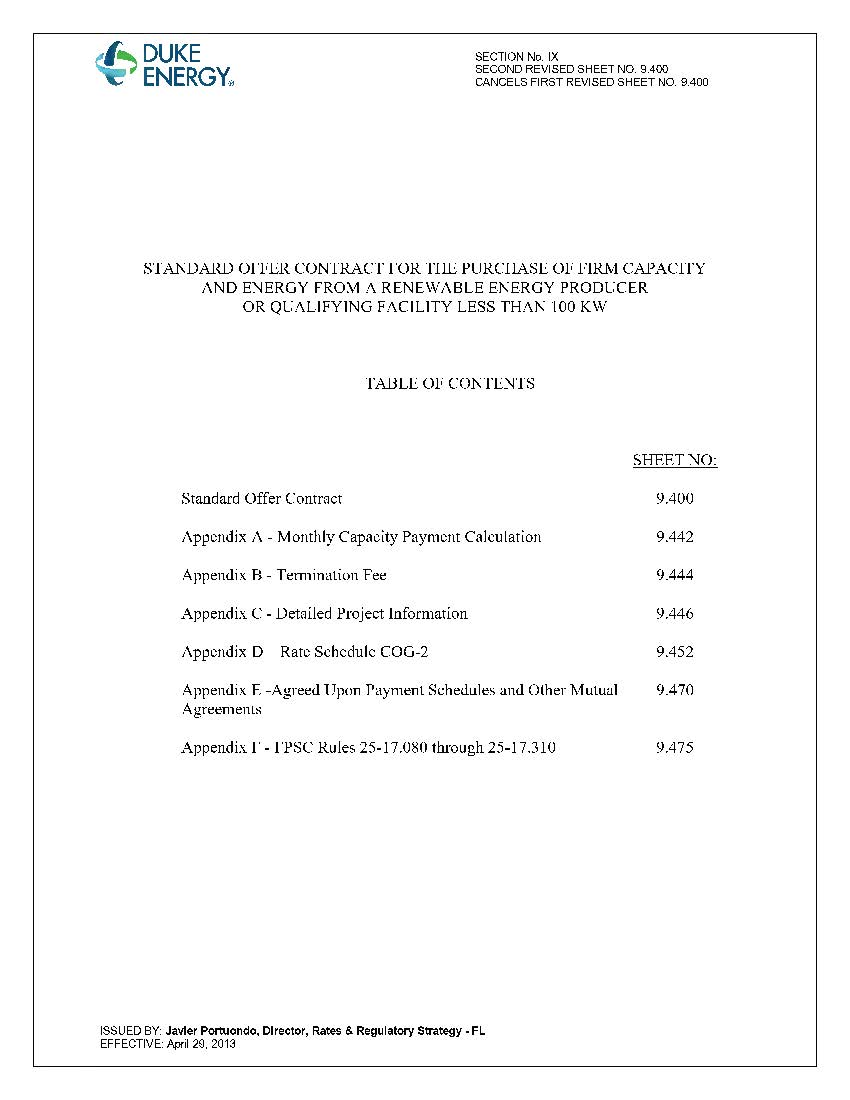 DUKE
ENERGY®
SECTION No. IX
SECOND REVISED SHEET NO. 9.400
CANCELS FIRST REVISED SHEET NO. 9.400
STANDARD OFFER CONTRACT FOR THE PURCHASE OF FIRM CAPACITY
AND ENERGY FROM A RENEWABLE ENERGY PRODUCER
OR QUALIFYING FACILITY LESS THAN 100 KW
TABLE OF CONTENTS
SHEET NO:
Standard Offer Contract 9.400
Appendix A - Monthly Capacity Payment Calculation 9.442
Appendix B - Termination Fee 9.444
Appendix C - Detailed Project Information 9.446
Appendix D   Rate Schedule COG-2 9.452
Appendix E -Agreed Upon Payment Schedules and Other Mutual 9.470
Agreements
Appendix F - FPSC Rules 25-17.080 through 25-17.310 9.475
ISSUED BY: Javier Portuondo, Director, Rates & Regulatory Strategy - FL
EFFECTIVE: April 29, 2013